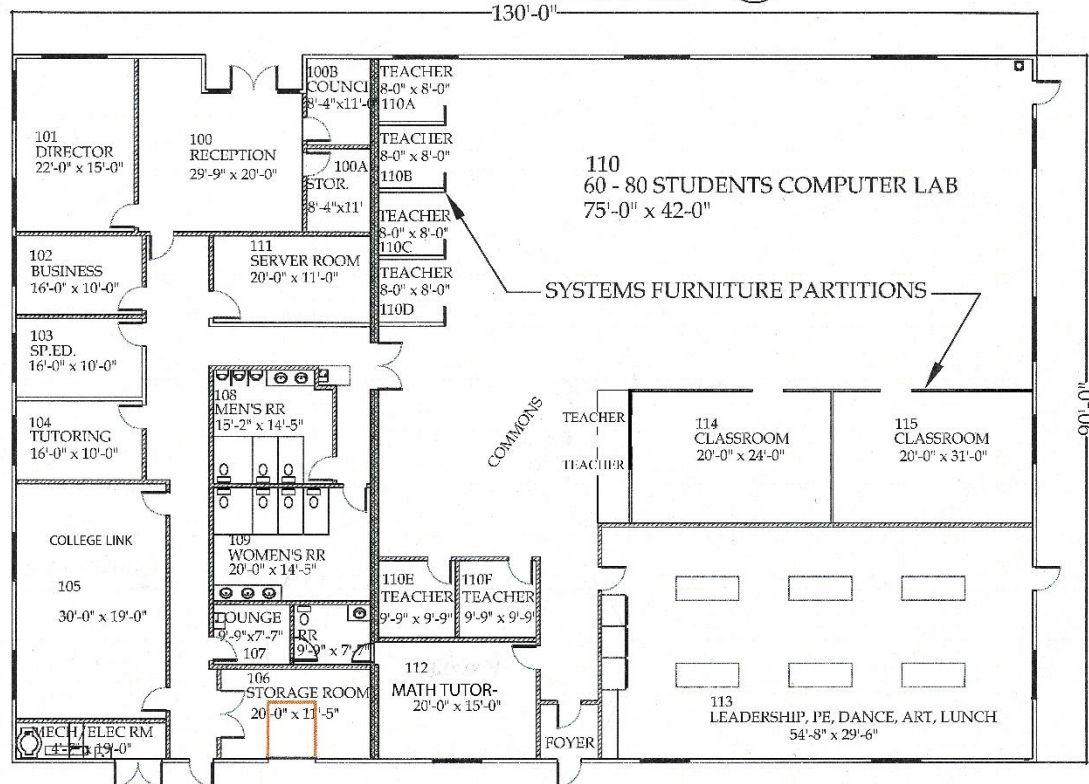 130'-0"
101
DIRECTOR
22'-0" x 15'-0"
100
RECEPTION
29'-9" x 20'-0"
100B
COUNCI
8'-4"x11'-0
100A
STOR.
8'-4"x11'
TEACHER
8-0" x 8'-0"
110A
TEACHER
8-0" x 8'-0"
110B
TEACHER
8-0" x 8'-0"
110C
TEACHER
8-0" x 8'-0"
110D
110
60 - 80 STUDENTS COMPUTER LAB
75'-0" x 42-0"
SYSTEMS FURNITURE PARTITIONS
102
BUSINESS
16'-0" x 10'-0"
111
SERVER ROOM
20'-0" x 11'-0"
103
SP.ED.
16'-0" x 10'-0"
104
TUTORING
16'-0" x 10'-0"
108
MEN'S RR
15'-2" x 14'-5"
COMMONS
TEACHER
TEACHER
114
CLASSROOM
20'-0" x 24'-0"
115
CLASSROOM
20'-0" x 31'-0"
90'-0"
COLLEGE LINK
105
30'-0" x 19'-0"
109
WOMEN'S RR
20'-0" x 14'-5"
110E
TEACHER
9'-9" x 9'-9"
110F
TEACHER
9'-9" x 9'-9"
LOUNGE
9'-9"x7'-7"
107
RR
9'-9" x 7'-7"
106
STORAGE ROOM
20'-0" x 11'-5"
112
MATH TUTOR-
20'-0" x 15'-0"
113
LEADERSHIP, PE, DANCE, ART, LUNCH
54'-8" x 29'-6"
MECH/ELEC RM
4'-7" x 19'-0"
FOYER